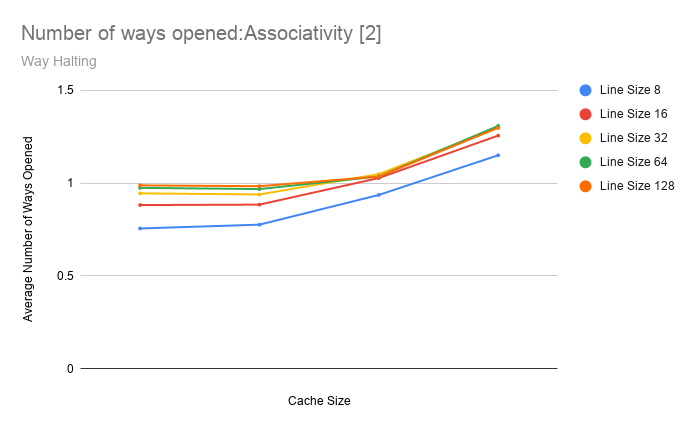 Number of ways opened:Associativity [2]
Way Halting
1.5
1
0.5
0
Average Number of Ways Opened
Cache Size
Line Size 8
Line Size 16
Line Size 32
Line Size 64
Line Size 128